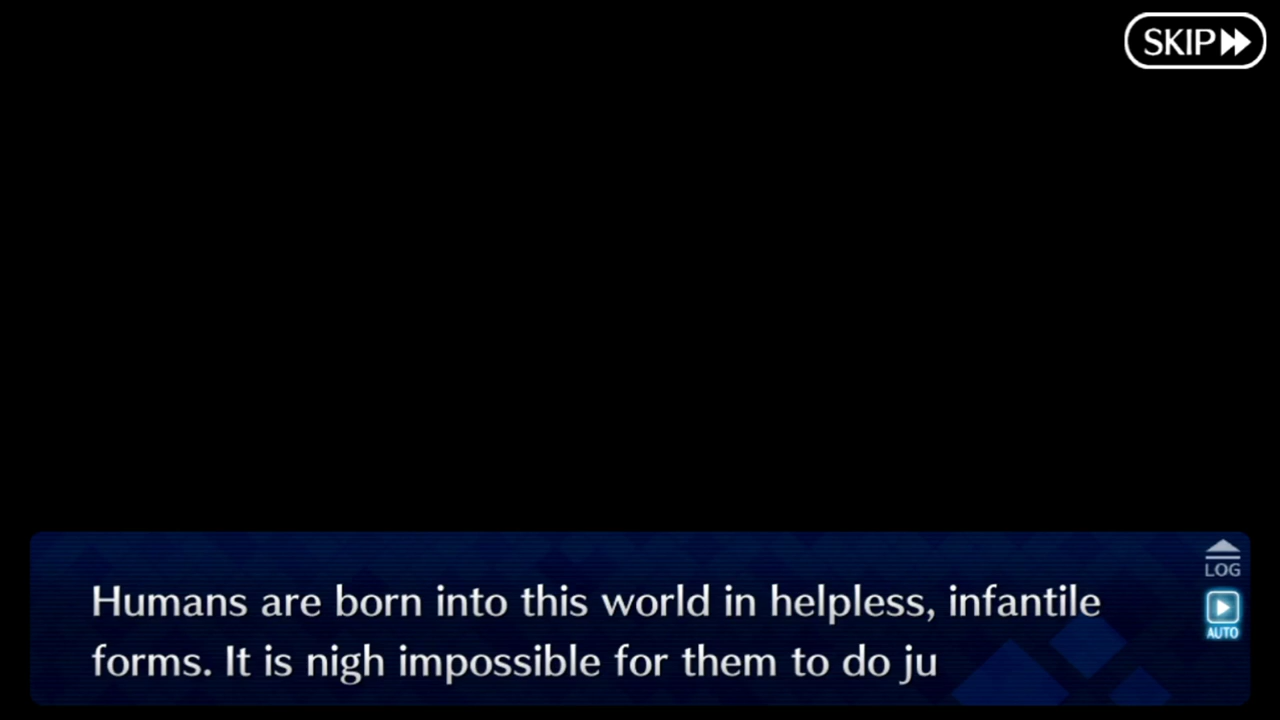 SKIP
Humans are born into this world in helpless, infantile
forms. It is nigh impossible for them to do ju
LOG
AUTO